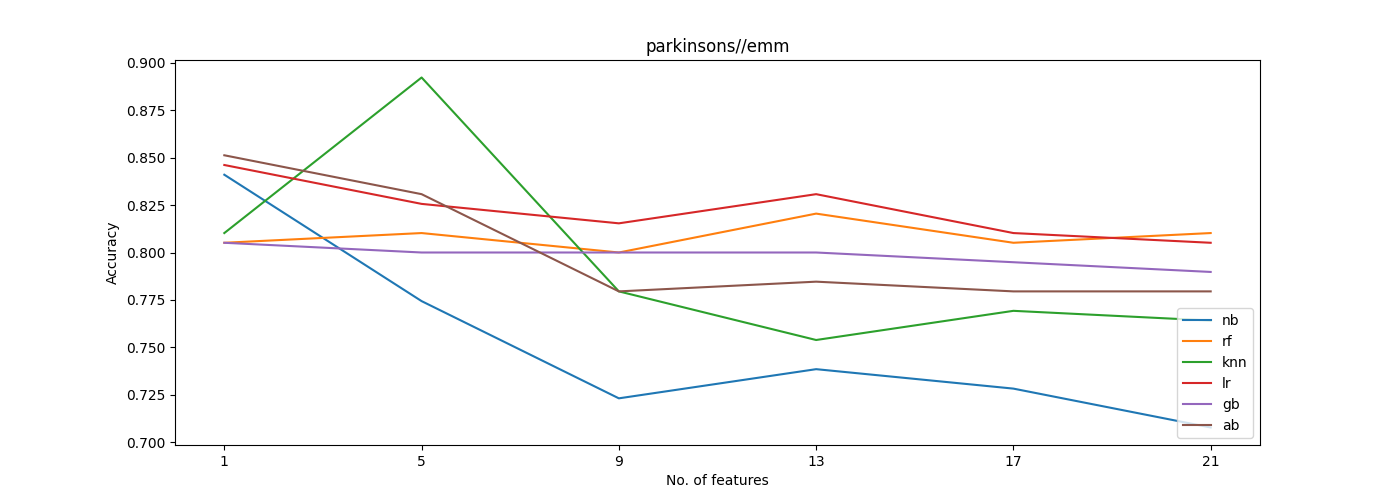 parkinsons//emm
0.900
0.875
0.850
0.825
0.800
0.775
0.750
0.725
0.700
Accuracy
1 5 9 13 17 21
No. of features
nb
rf
knn
lr
gb
ab